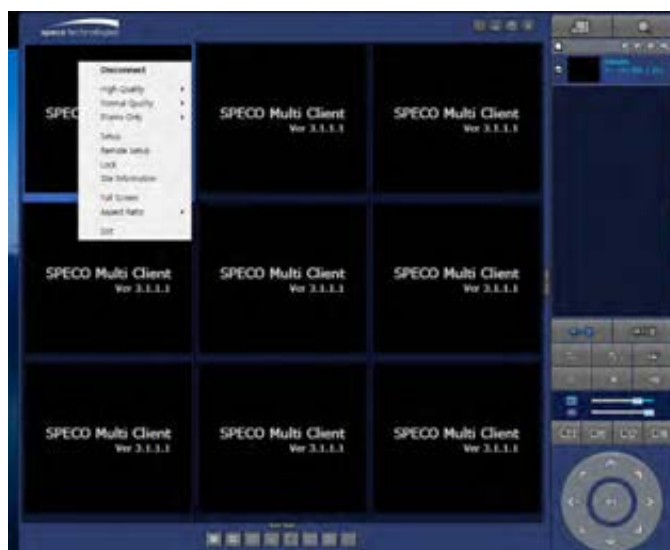 speco technologies
Disconnect
High Quality
Normal Quality
Iframe Only
Setup
Remote Setup
Lock
Site Information
Full Screen
Aspect Ratio
Exit
SPEC
SPECO Multi Client
Ver 3.1.1.1
SPECO Multi Client
Ver 3.1.1.1
SPECO Multi Client
Ver 3.1.1.1
SPECO Multi Client
Ver 3.1.1.1
SPECO Multi Client
Ver 3.1.1.1
SPECO Multi Client
Ver 3.1.1.1
SPECO Multi Client
Ver 3.1.1.1
SPECO Multi Client
Ver 3.1.1.1